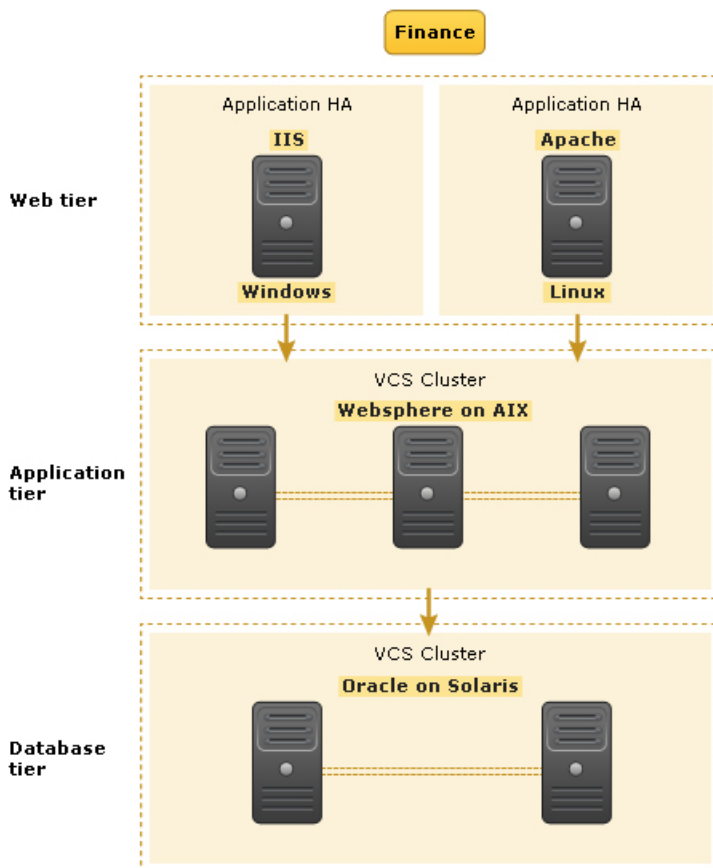 Finance
Application HA
Application HA
IIS
Apache
Web tier
Windows
Linux
VCS Cluster
Websphere on AIX
Application
tier
VCS Cluster
Oracle on Solaris
Database
tier